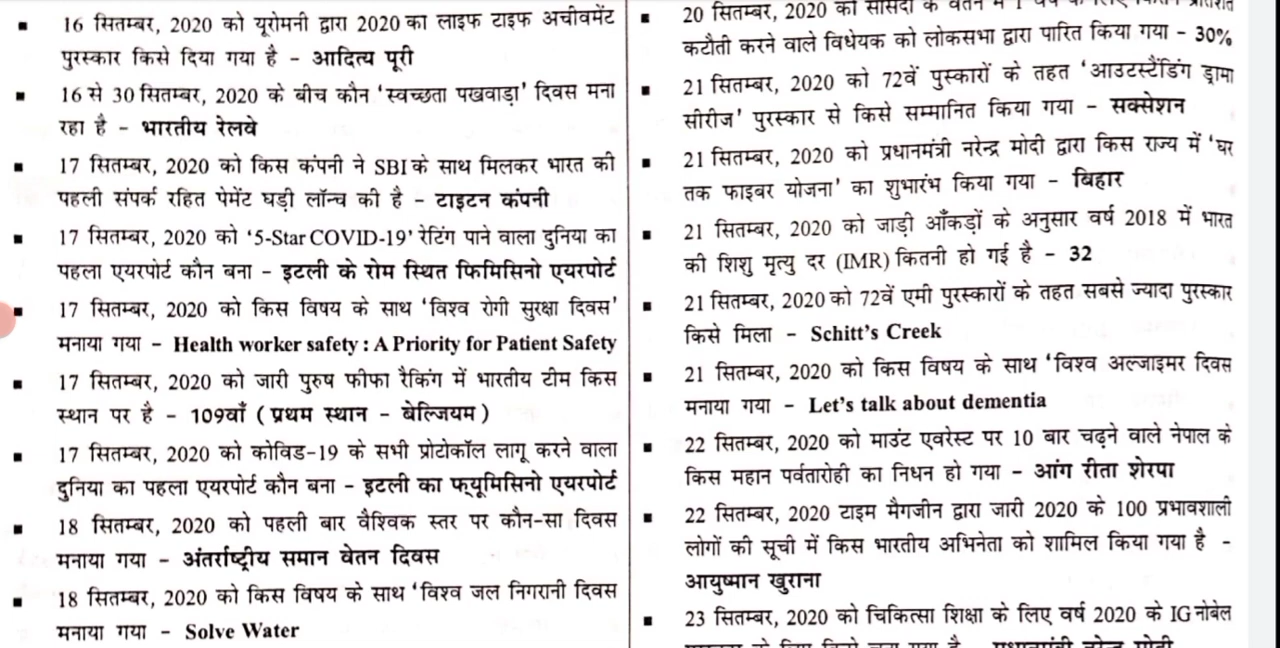 16 सितम्बर, 2020 को यूरोमनी द्वारा 2020 का लाइफ टाइफ अचीवमेंट
पुरस्कार किसे दिया गया है – आदित्य पूरी
16 से 30 सितम्बर, 2020 के बीच कौन ‘स्वच्छता पखवाड़ा’ दिवस मना
रहा है – भारतीय रेलवे
17 सितम्बर, 2020 को किस कंपनी ने SBI के साथ मिलकर भारत की
पहली संपर्क रहित पेमेंट घड़ी लॉन्च की है – टाइटन कंपनी
17 सितम्बर, 2020 को ‘5-Star COVID-19’ रेटिंग पाने वाला दुनिया का
पहला एयरपोर्ट कौन बना – इटली के रोम स्थित फिमिसिनो एयरपोर्ट
17 सितम्बर, 2020 को किस विषय के साथ ‘विश्व रोगी सुरक्षा दिवस’
मनाया गया – Health worker safety : A Priority for Patient Safety
17 सितम्बर, 2020 को जारी पुरुष फीफा रैकिंग में भारतीय टीम किस
स्थान पर है – 109वाँ ( प्रथम स्थान – बेल्जियम )
17 सितम्बर, 2020 को कोविड-19 के सभी प्रोटोकॉल लागू करने वाला
दुनिया का पहला एयरपोर्ट कौन बना – इटली का फ्यूमिसिनो एयरपोर्ट
18 सितम्बर, 2020 को पहली बार वैश्विक स्तर पर कौन-सा दिवस
मनाया गया – अंतर्राष्ट्रीय समान वेतन दिवस
18 सितम्बर, 2020 को किस विषय के साथ ‘विश्व जल निगरानी दिवस
मनाया गया – Solve Water
20 सितम्बर, 2020 को सांसदों के वेतन में 1 वर्ष के लिए कितने प्रतिशत
कटौती करने वाले विधेयक को लोकसभा द्वारा पारित किया गया – 30%
21 सितम्बर, 2020 को 72वें पुस्कारों के तहत ‘आउटस्टैंडिंग ड्रामा
सीरीज’ पुरस्कार से किसे सम्मानित किया गया – सक्सेशन
21 सितम्बर, 2020 को प्रधानमंत्री नरेन्द्र मोदी द्वारा किस राज्य में ‘घर
तक फाइबर योजना’ का शुभारंभ किया गया – बिहार
21 सितम्बर, 2020 को जाड़ी आँकड़ों के अनुसार वर्ष 2018 में भारत
की शिशु मृत्यु दर (IMR) कितनी हो गई है – 32
21 सितम्बर, 2020 को 72वें एमी पुरस्कारों के तहत सबसे ज्यादा पुरस्कार
किसे मिला – Schitt’s Creek
21 सितम्बर, 2020 को किस विषय के साथ ‘विश्व अल्जाइमर दिवस
मनाया गया – Let’s talk about dementia
22 सितम्बर, 2020 को माउंट एवरेस्ट पर 10 बार चढ़ने वाले नेपाल के
किस महान पर्वतारोही का निधन हो गया – आंग रीता शेरपा
22 सितम्बर, 2020 टाइम मैगजीन द्वारा जारी 2020 के 100 प्रभावशाली
लोगों की सूची में किस भारतीय अभिनेता को शामिल किया गया है –
आयुष्मान खुराना
23 सितम्बर, 2020 को चिकित्सा शिक्षा के लिए वर्ष 2020 के IG नोबेल